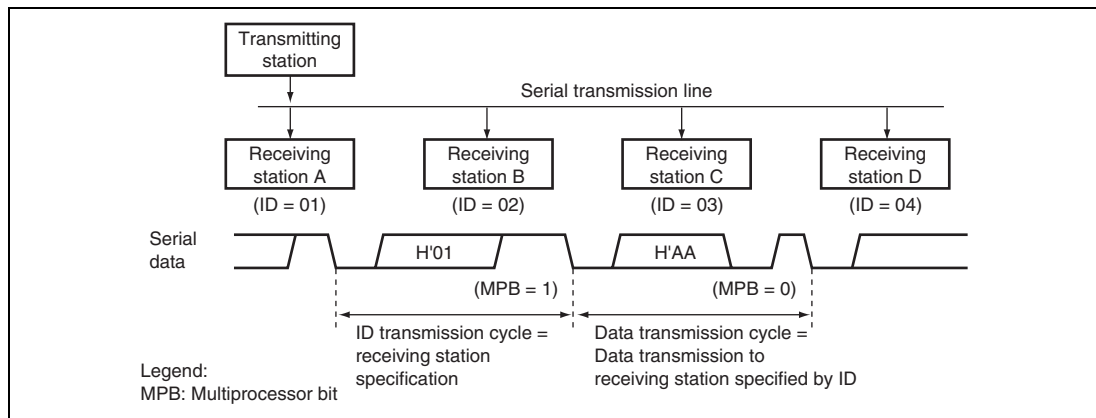 Transmitting
station
Serial transmission line
Receiving
station A
Receiving
station B
Receiving
station C
Receiving
station D
(ID = 01)
(ID = 02)
(ID = 03)
(ID = 04)
Serial
data
H'01
H'AA
(MPB = 1)
(MPB = 0)
ID transmission cycle =
receiving station
specification
Data transmission cycle =
Data transmission to
receiving station specified by ID
Legend:
MPB: Multiprocessor bit